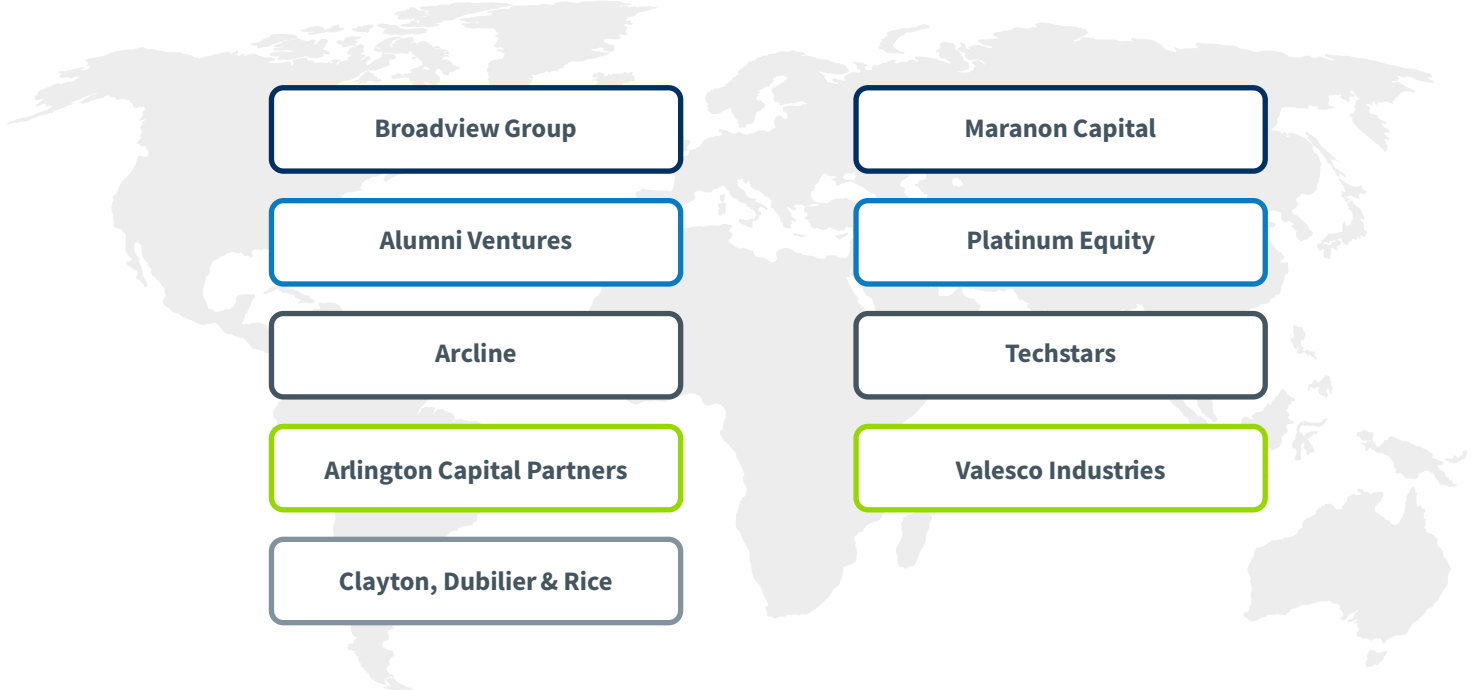 Broadview Group
Alumni Ventures
Arcline
Arlington Capital Partners
Clayton, Dubilier & Rice
Maranon Capital
Platinum Equity
Techstars
Valesco Industries